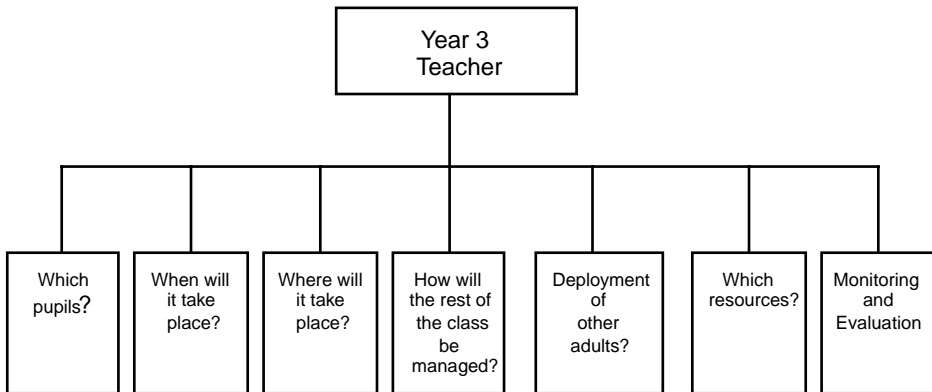 Year 3
Teacher
Which
pupils?
When will
it take
place?
Where will
it take
place?
How will
the rest of
the class
be
managed?
Deployment
of
other
adults?
Which
resources?
Monitoring
and
Evaluation